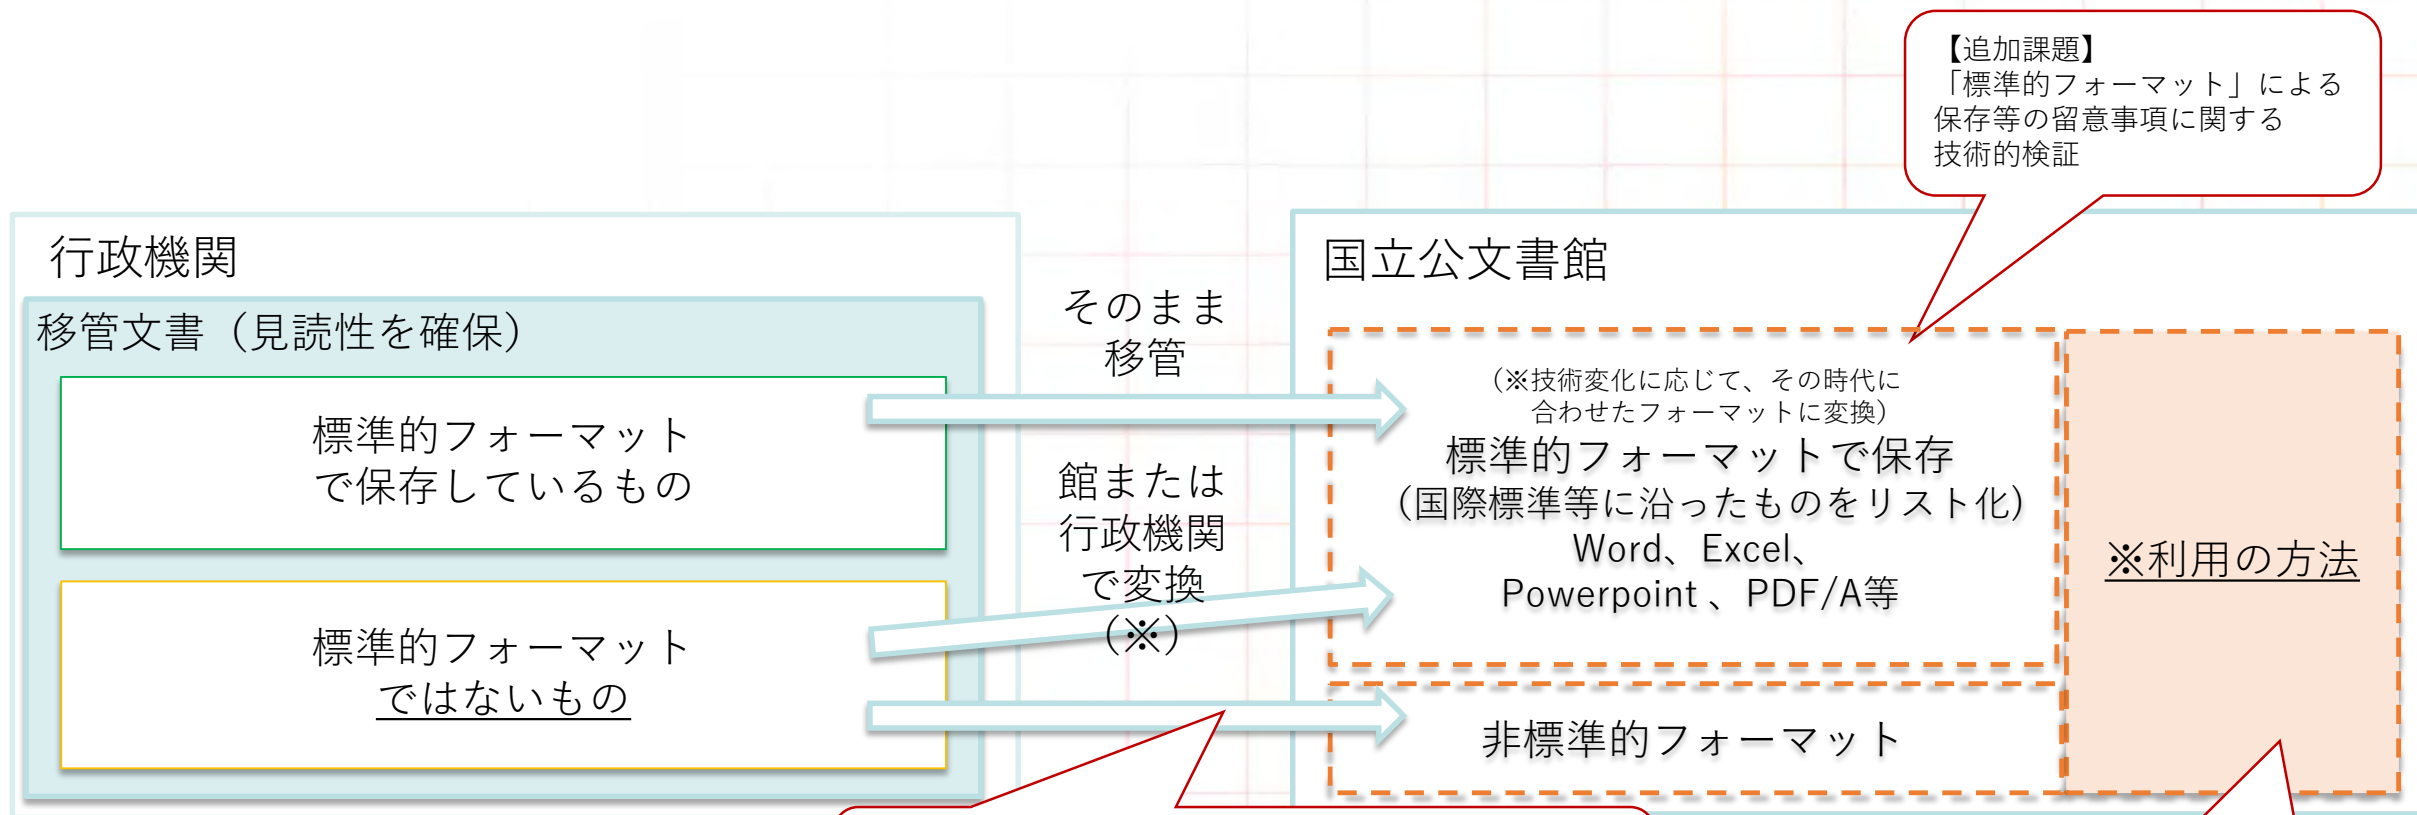 【追加課題】
「標準的フォーマット」による
保存等の留意事項に関する
技術的検証
行政機関
移管文書（見読性を確保）
標準的フォーマット
で保存しているもの
標準的フォーマット
ではないもの
そのまま
移管
館または
行政機関
で変換
（※）
国立公文書館
（※技術変化に応じて、その時代に
合わせたフォーマットに変換）
標準的フォーマットで保存
（国際標準等に沿ったものをリスト化）
Word、Excel、
Powerpoint 、PDF/A等
非標準的フォーマット
※利用の方法